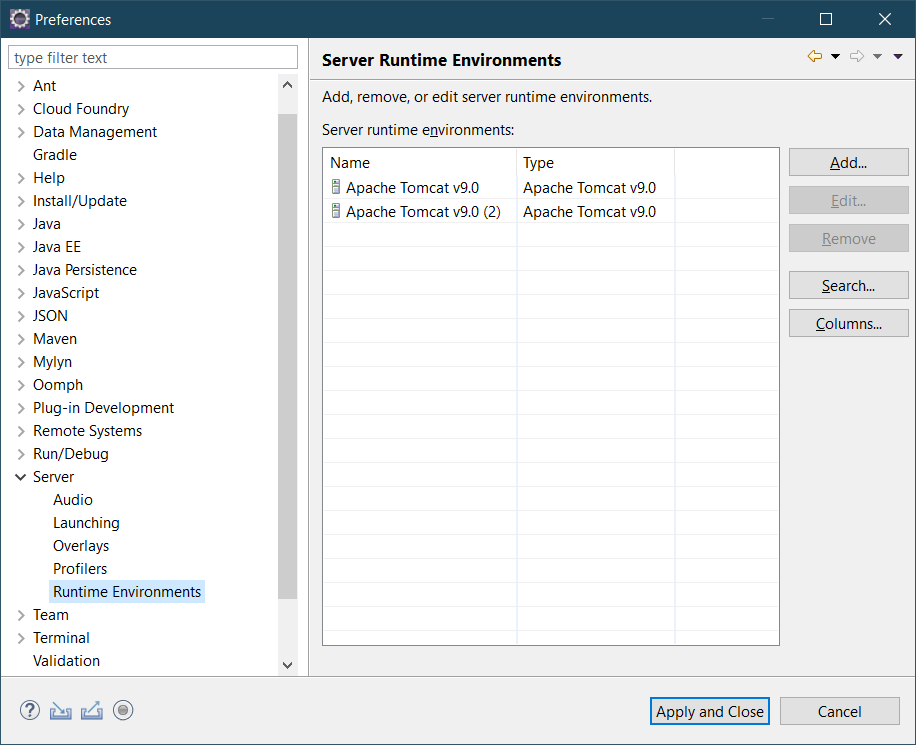 Preferences
type filter text
Ant
Cloud Foundry
Data Management
Gradle
Help
Install/Update
Java
Java EE
Java Persistence
JavaScript
JSON
Maven
Mylyn
Oomph
Plug-in Development
Remote Systems
Run/Debug
Server
Audio
Launching
Overlays
Profilers
Runtime Environments
Team
Terminal
Validation
Server Runtime Environments
Add, remove, or edit server runtime environments.
Server runtime environments:
Name Type
Apache Tomcat v9.0 Apache Tomcat v9.0
Apache Tomcat v9.0 (2) Apache Tomcat v9.0
Add...
Edit...
Remove
Search...
Columns...
?
Apply and Close
Cancel